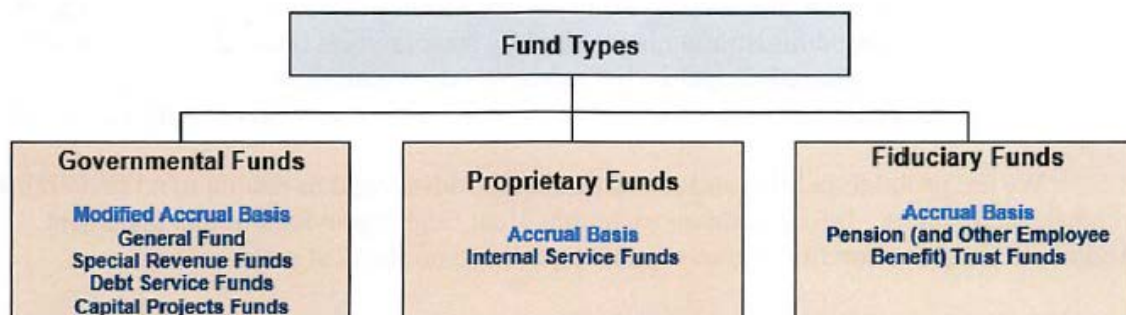 Fund Types
Governmental Funds
Modified Accrual Basis
General Fund
Special Revenue Funds
Debt Service Funds
Capital Projects Funds
Proprietary Funds
Accrual Basis
Internal Service Funds
Fiduciary Funds
Accrual Basis
Pension (and Other Employee
Benefit) Trust Funds